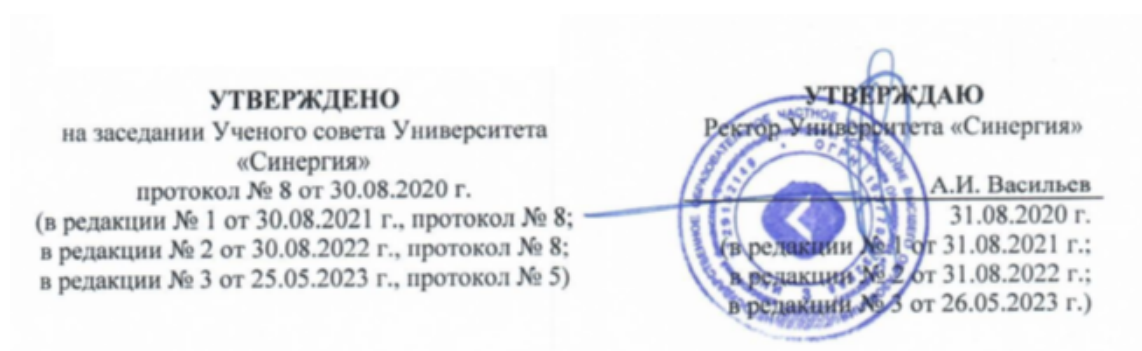 УТВЕРЖДЕНО
на заседании Ученого совета Университета
«Синергия»
протокол № 8 от 30.08.2020 г.
(в редакции № 1 от 30.08.2021 г., протокол № 8;
в редакции № 2 от 30.08.2022 г., протокол № 8;
в редакции № 3 от 25.05.2023 г., протокол № 5)
УТВЕРЖДАЮ
Ректор Университета «Синергия»
А.И. Васильев
31.08.2020 г.
(в редакции № 1 от 31.08.2021 г.;
в редакции № 2 от 31.08.2022 г.;
в редакции № 3 от 26.05.2023 г.)
ЧАСТНОЕ